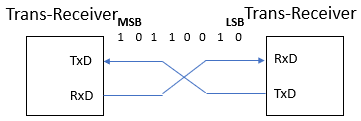 Trans-Receiver MSB LSB Trans-Receiver
1 0 1 1 0 0 1 0
TxD RxD
RxD TxD